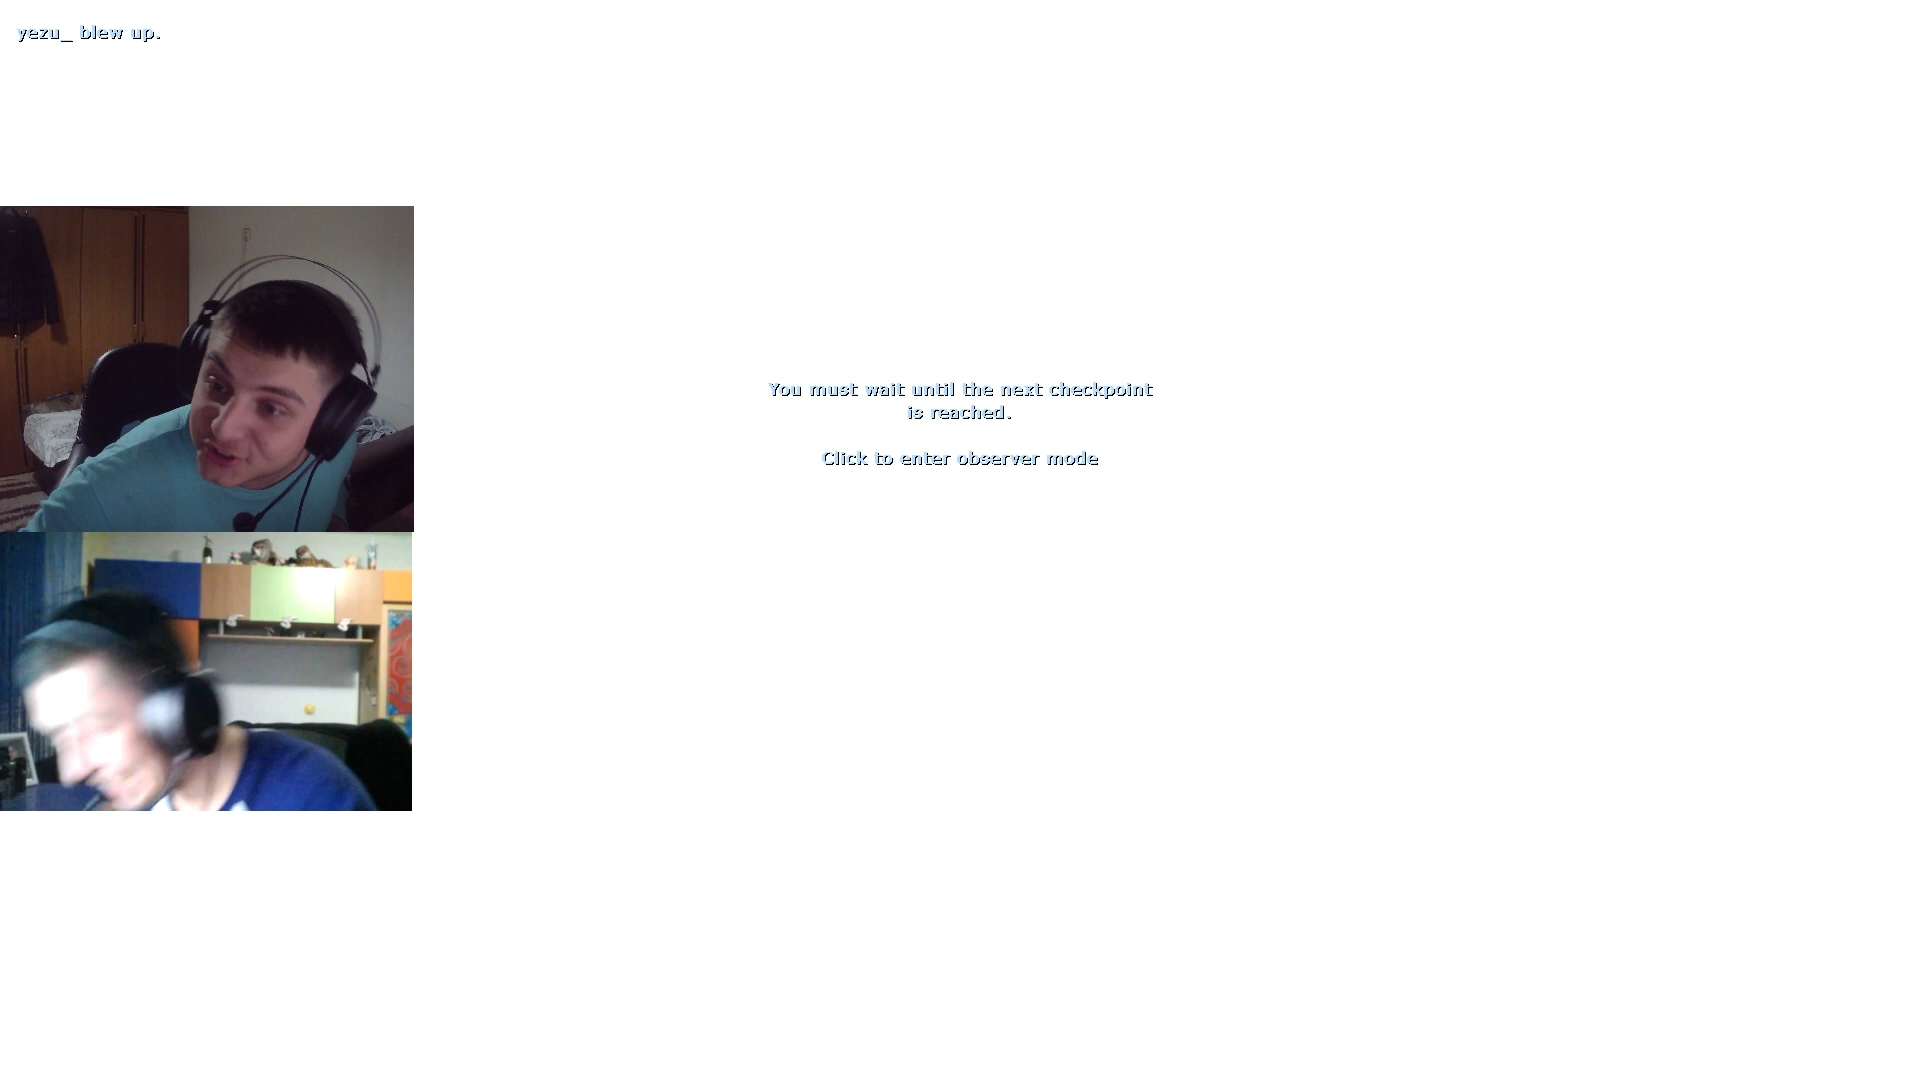 yezu_ blew up.
You must wait until the next checkpoint
is reached.
Click to enter observer mode